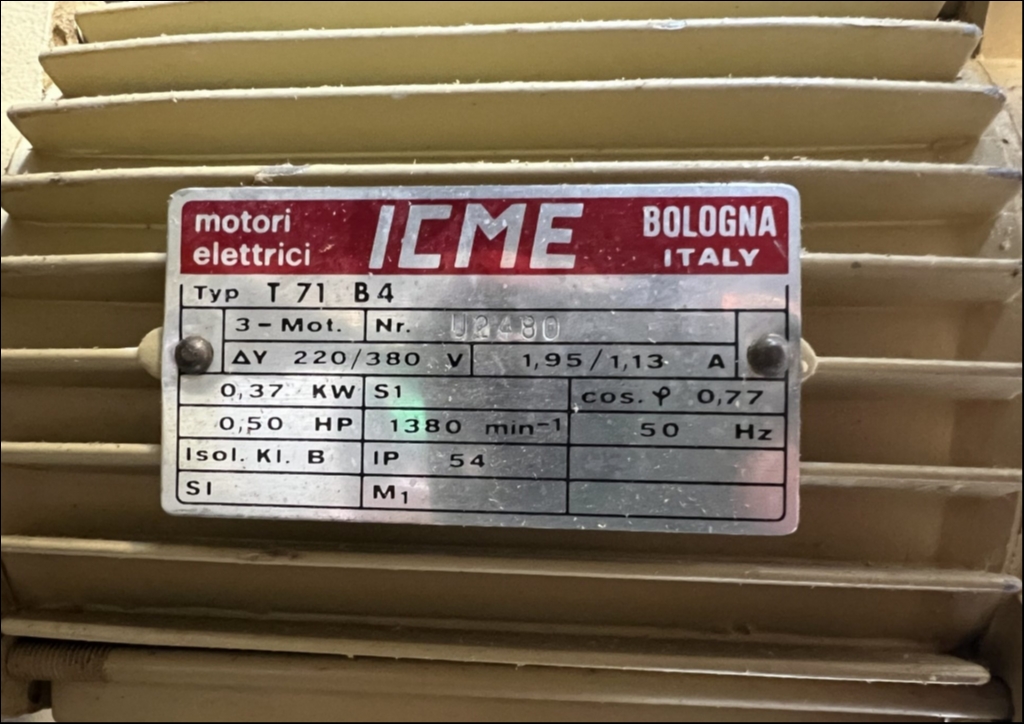 motori elettrici ICME BOLOGNA ITALY
Typ T 71 B4
3-Mot. Nr. U2480
ΔY 220/380 V 1,95/1,13 A
0,37 KW S1 cos. φ 0,77
0,50 HP 1380 min-1 50 Hz
Isol. Kl. B IP 54
SI M1